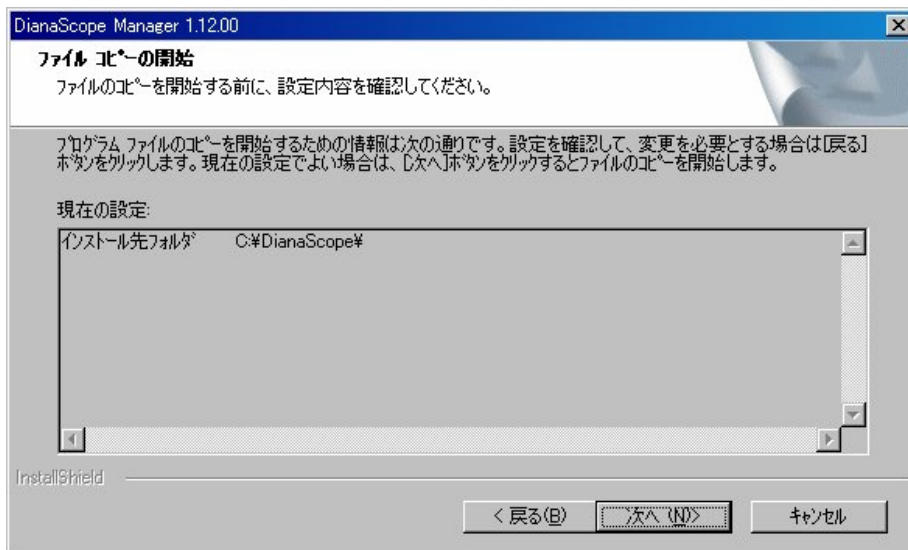 DianaScope Manager 1.12.00
ファイル コピーの開始
ファイルのコピーを開始する前に、設定内容を確認してください。
プログラム ファイルのコピーを開始するための情報は次の通りです。設定を確認して、変更を必要とする場合は[戻る]
ボタンをクリックします。現在の設定でよい場合は、[次へ]ボタンをクリックするとファイルのコピーを開始します。
現在の設定:
インストール先フォルダ C:¥DianaScope¥
InstallShield
< 戻る(B) 次へ (N)> キャンセル